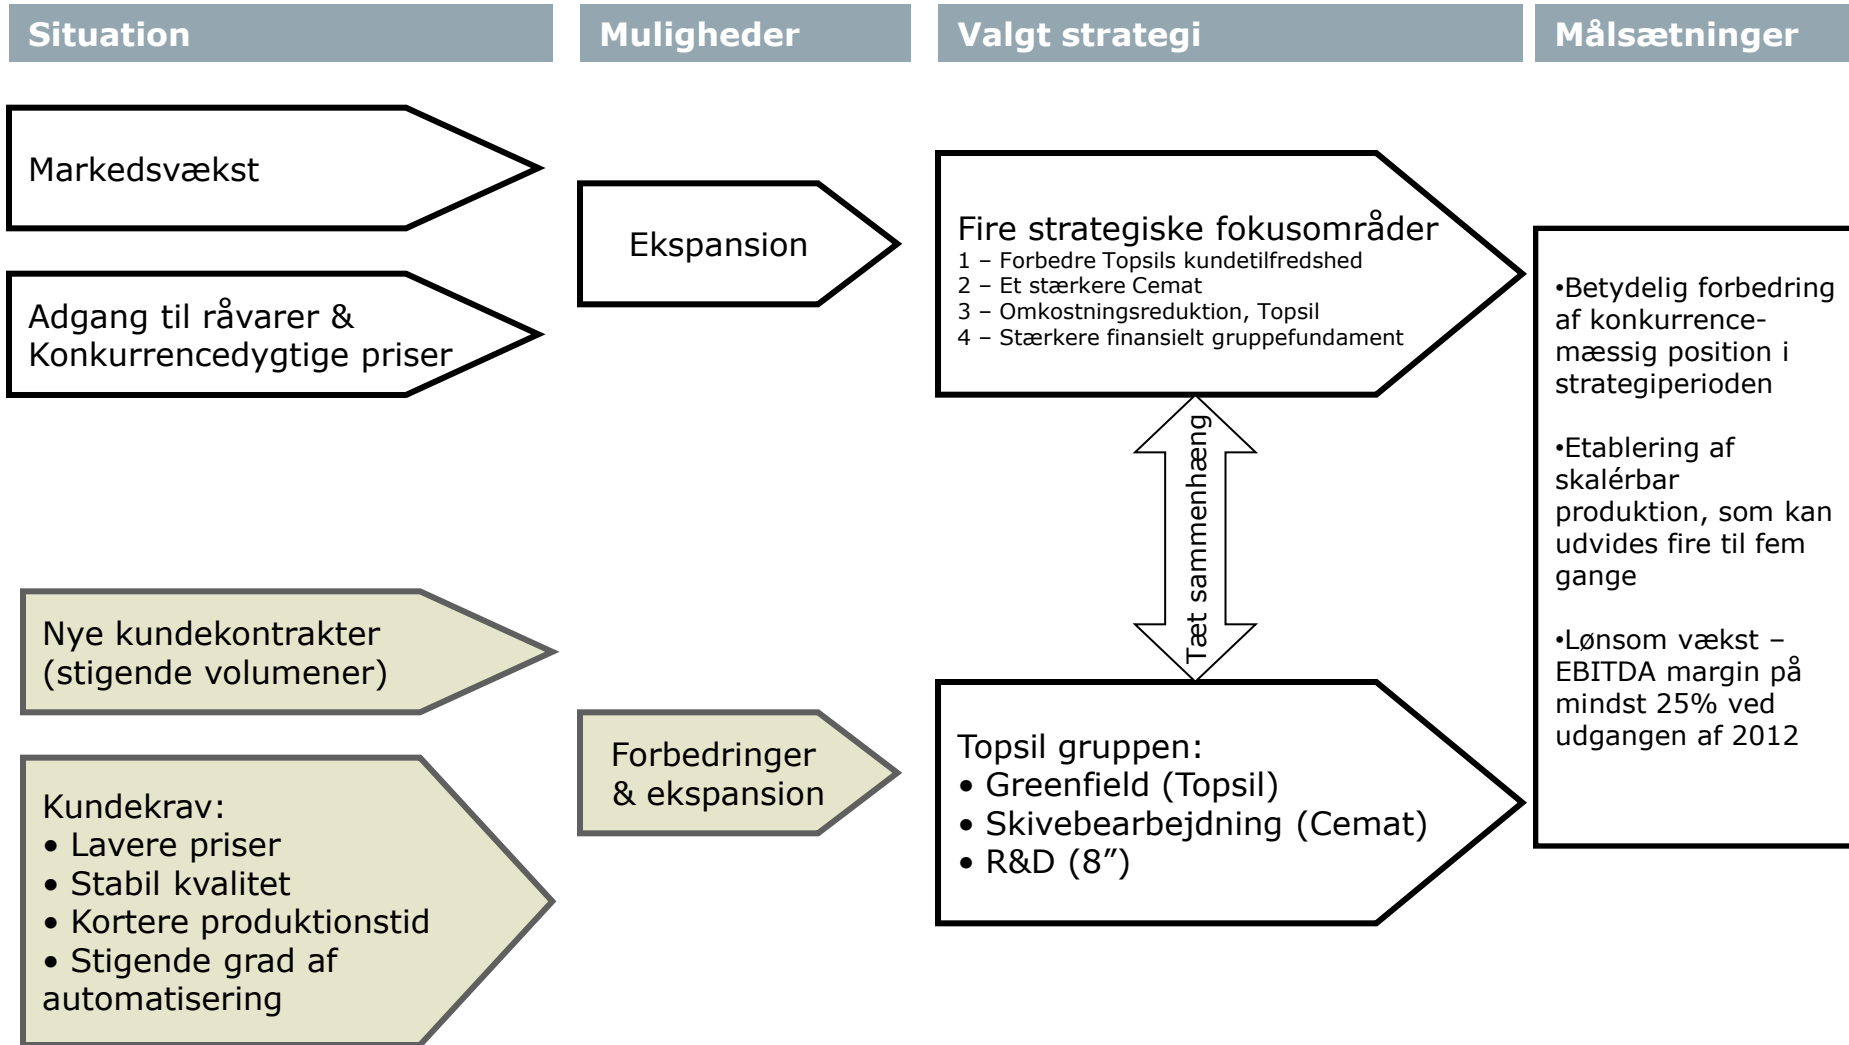 Situation
Muligheder
Valgt strategi
Målsætninger
Markedsvækst
Adgang til råvarer &
Konkurrencedygtige priser
Ekspansion
Fire strategiske fokusområder
1 – Forbedre Topsils kundetilfredshed
2 – Et stærkere Cemat
3 – Omkostningsreduktion, Topsil
4 – Stærkere finansielt gruppefundament
Tæt sammenhæng
Nye kundekontrakter
(stigende volumener)
Kundekrav:
• Lavere priser
• Stabil kvalitet
• Kortere produktionstid
• Stigende grad af
automatisering
Forbedringer
& ekspansion
Topsil gruppen:
• Greenfield (Topsil)
• Skivebearbejdning (Cemat)
• R&D (8”)
•Betydelig forbedring
af konkurrence-
mæssig position i
strategiperioden
•Etablering af
skalérbar
produktion, som kan
udvides fire til fem
gange
•Lønsom vækst –
EBITDA margin på
mindst 25% ved
udgangen af 2012